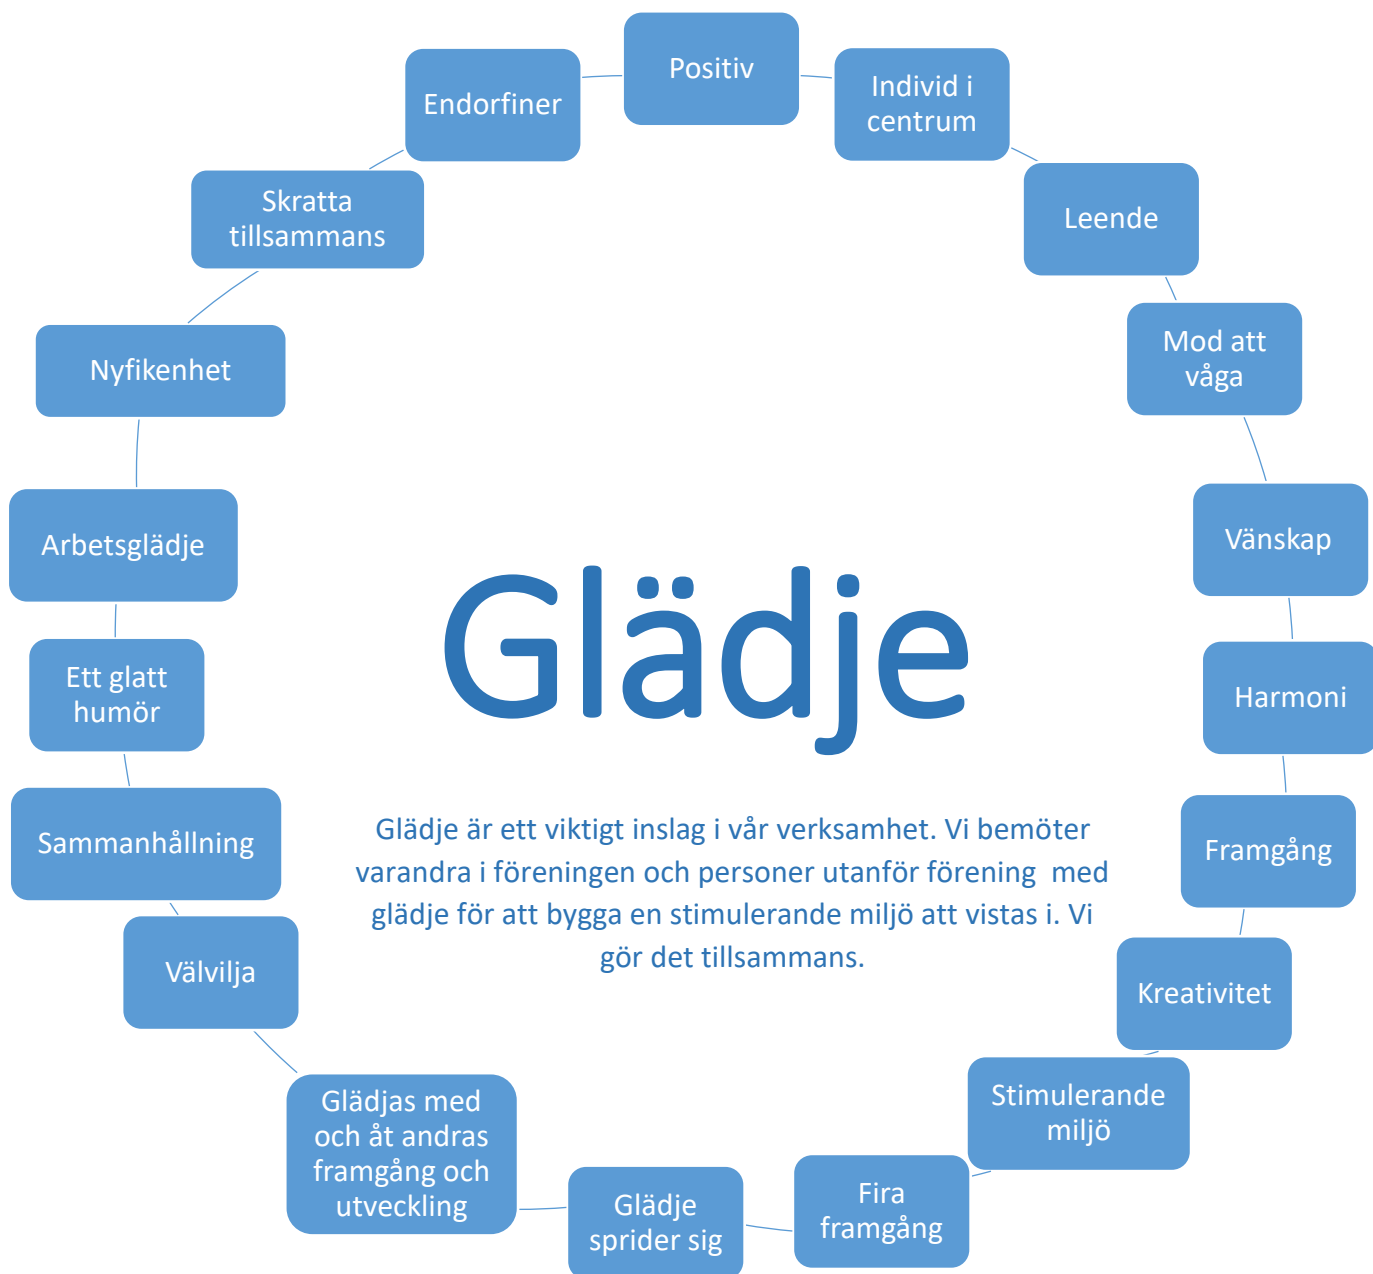 Positiv
Individ i
centrum
Leende
Mod att
våga
Vänskap
Harmoni
Framgång
Kreativitet
Stimulerande
miljö
Fira
framgång
Glädje
sprider sig
Glädjas med
och åt andras
framgång och
utveckling
Välvilja
Sammanhållning
Ett glatt
humör
Arbetsglädje
Nyfikenhet
Skratta
tillsammans
Endorfiner
Glädje
Glädje är ett viktigt inslag i vår verksamhet. Vi bemöter
varandra i föreningen och personer utanför förening  med
glädje för att bygga en stimulerande miljö att vistas i. Vi
gör det tillsammans.